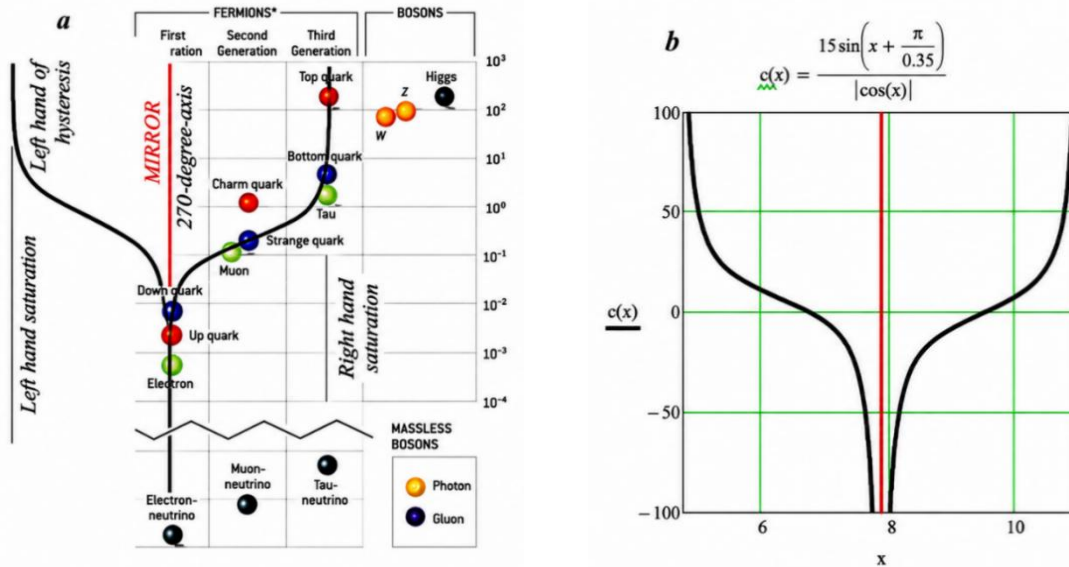 a
FERMIONS*
BOSONS
First
ration
Second
Generation
Third
Generation
Left hand of
hysteresis
Left hand saturation
MIRROR
270-degree-axis
Top quark
Higgs
Z
W
Bottom quark
Charm quark
Tau
Strange quark
Muon
Down quark
Up quark
Electron
Right hand
saturation
10³
10²
10¹
10⁰
10⁻¹
10⁻²
10⁻³
10⁻⁴
MASSLESS
BOSONS
Photon
Gluon
Electron-
neutrino
Muon-
neutrino
Tau-
neutrino
b
c(x) = 15 sin(x + π/0.35) / |cos(x)|
100
50
0
−50
−100
c(x)
6
8
10
x